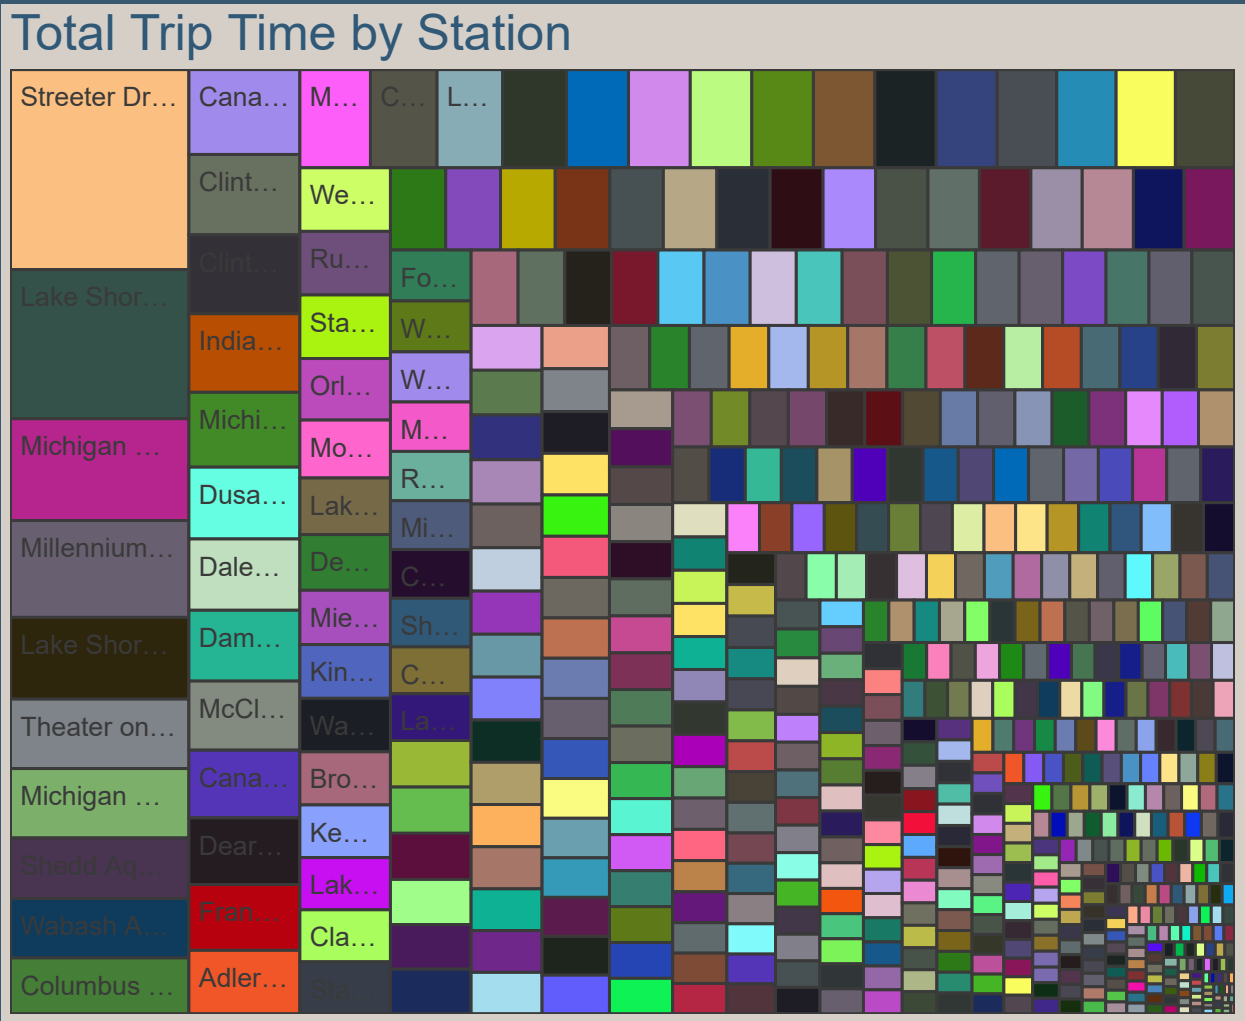 Total Trip Time by Station
Streeter Dr...
Lake Shor...
Michigan ...
Millennium...
Lake Shor...
Theater on...
Michigan ...
Shedd Aq...
Wabash A...
Columbus ...
Cana...
Clint...
Clint...
India...
Michi...
Dusa...
Dale...
Dam...
McCl...
Cana...
Dear...
Fran...
Adler...
M...
C...
L...
We...
Ru...
Sta...
Orl...
Mo...
Lak...
De...
Mie...
Kin...
Wa...
Bro...
Ke...
Lak...
Cla...
Sta...
Fo...
W...
W...
M...
R...
Mi...
C...
Sh...
C...
La...